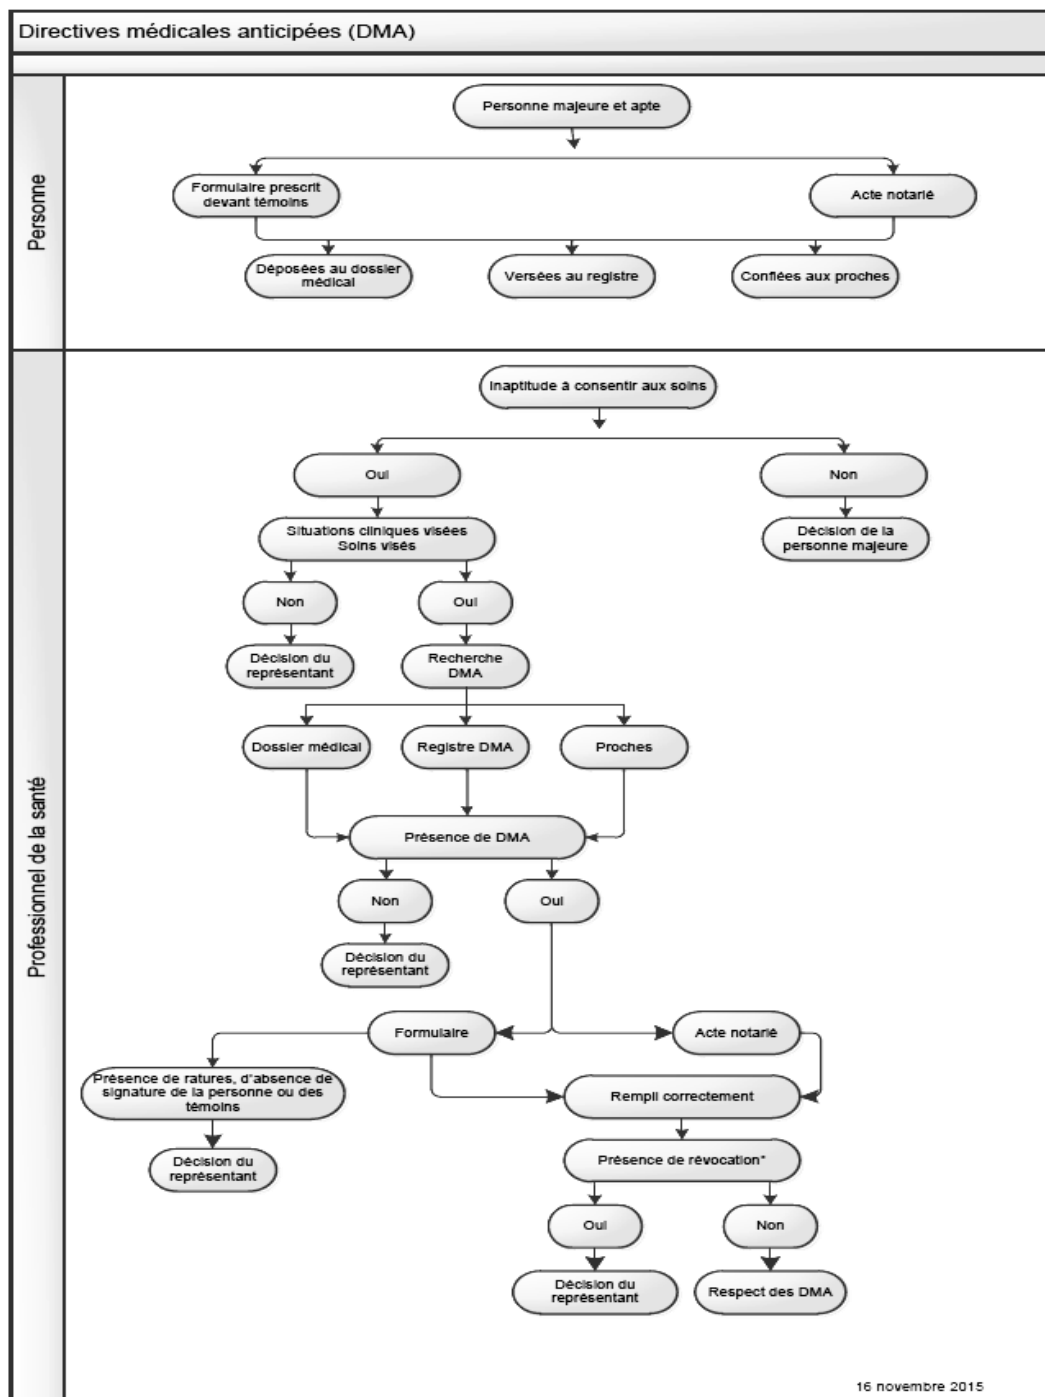 Directives médicales anticipées (DMA)
Personne
Personne majeure et apte
Formulaire prescrit
devant témoins
Acte notarié
Déposées au dossier
médical
Versées au registre
Confiées aux proches
Professionnel de la santé
Inaptitude à consentir aux soins
Oui
Non
Situations cliniques visées
Soins visés
Décision de la
personne majeure
Non
Oui
Décision du
représentant
Recherche
DMA
Dossier médical
Registre DMA
Proches
Présence de DMA
Non
Oui
Décision du
représentant
Formulaire
Acte notarié
Présence de ratures, d'absence de
signature de la personne ou des
témoins
Rempli correctement
Décision du
représentant
Présence de révocation*
Oui
Non
Décision du
représentant
Respect des DMA
16 novembre 2015